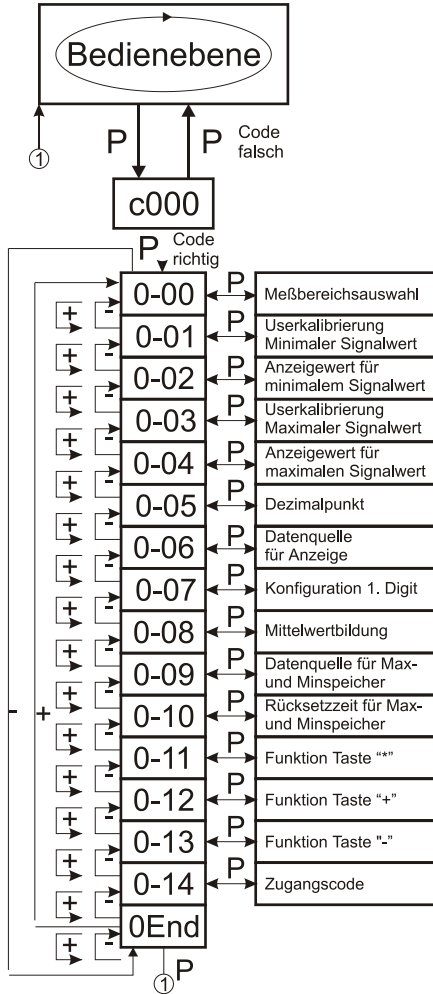 Bedienebene
P P Code
falsch
1
c000
P Code
richtig
0-00 P Meßbereichsauswahl
+ -
0-01 P Userkalibrierung
Minimaler Signalwert
+ -
0-02 P Anzeigewert für
minimalem Signalwert
+ -
0-03 P Userkalibrierung
Maximaler Signalwert
+ -
0-04 P Anzeigewert für
maximalen Signalwert
+ -
0-05 P Dezimalpunkt
+ -
0-06 P Datenquelle
für Anzeige
+ -
0-07 P Konfiguration 1. Digit
+ -
0-08 P Mittelwertbildung
+ -
0-09 P Datenquelle für Max-
und Minspeicher
+ -
- +
0-10 P Rücksetzzeit für Max-
und Minspeicher
+ -
0-11 P Funktion Taste “*”
+ -
0-12 P Funktion Taste “+”
+ -
0-13 P Funktion Taste "-"
+ -
0-14 P Zugangscode
+ -
0End
+ -
1 P